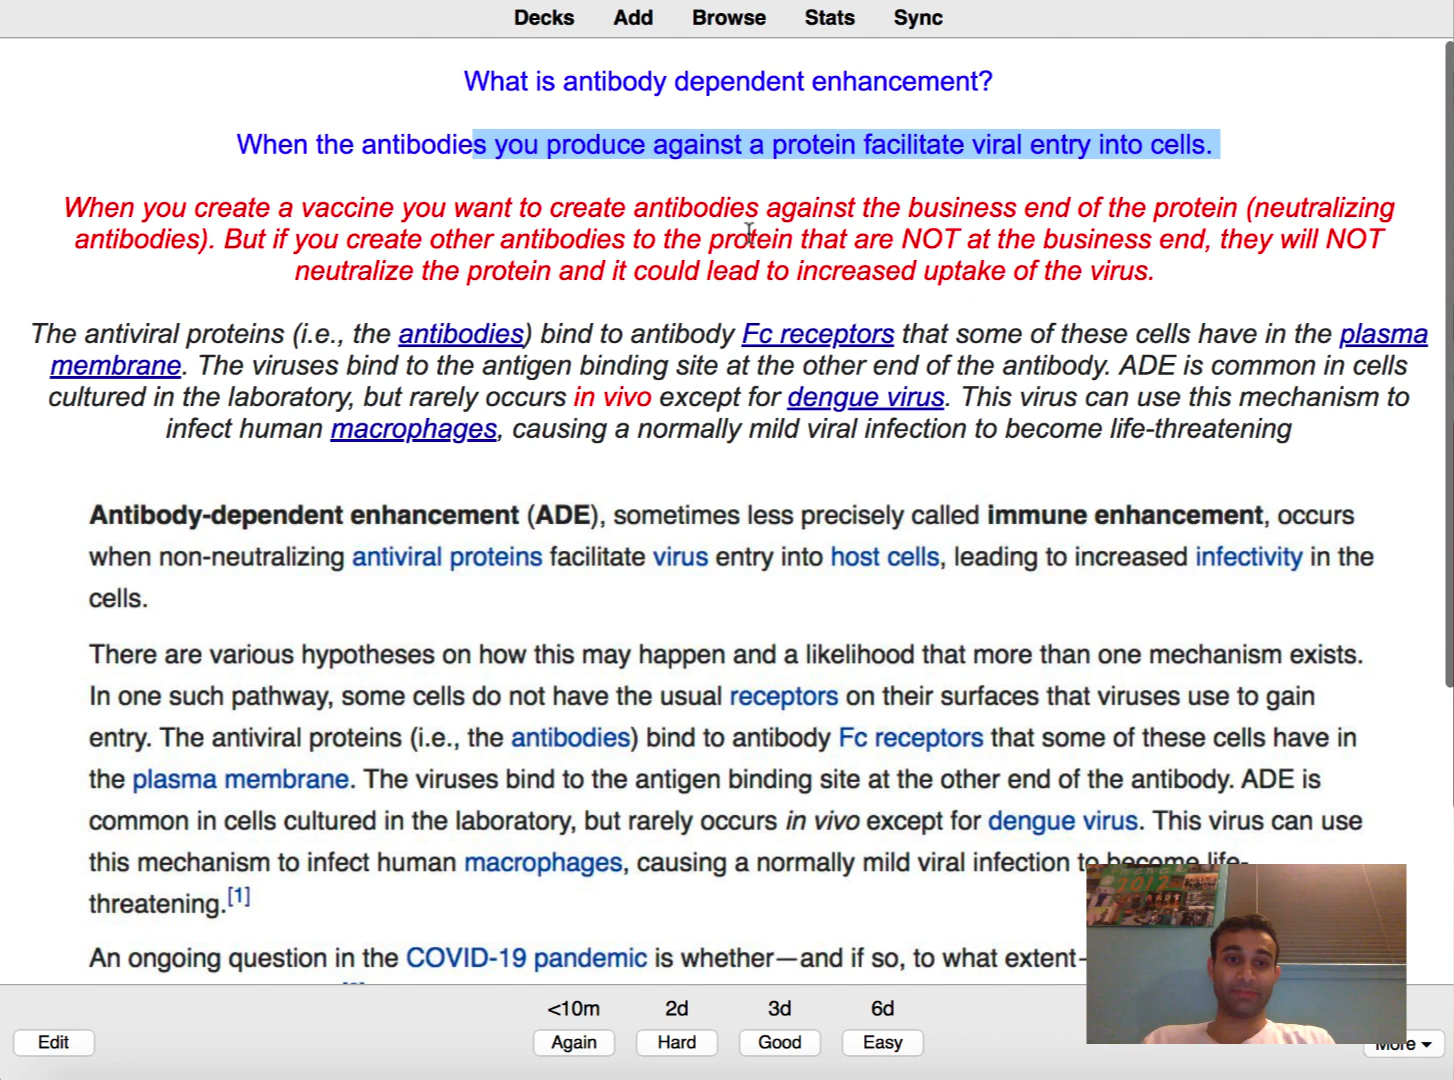 Decks Add Browse Stats Sync
What is antibody dependent enhancement?
When the antibodies you produce against a protein facilitate viral entry into cells.
When you create a vaccine you want to create antibodies against the business end of the protein (neutralizing
antibodies). But if you create other antibodies to the protein that are NOT at the business end, they will NOT
neutralize the protein and it could lead to increased uptake of the virus.
The antiviral proteins (i.e., the antibodies) bind to antibody Fc receptors that some of these cells have in the plasma
membrane. The viruses bind to the antigen binding site at the other end of the antibody. ADE is common in cells
cultured in the laboratory, but rarely occurs in vivo except for dengue virus. This virus can use this mechanism to
infect human macrophages, causing a normally mild viral infection to become life-threatening
Antibody-dependent enhancement (ADE), sometimes less precisely called immune enhancement, occurs
when non-neutralizing antiviral proteins facilitate virus entry into host cells, leading to increased infectivity in the
cells.
There are various hypotheses on how this may happen and a likelihood that more than one mechanism exists.
In one such pathway, some cells do not have the usual receptors on their surfaces that viruses use to gain
entry. The antiviral proteins (i.e., the antibodies) bind to antibody Fc receptors that some of these cells have in
the plasma membrane. The viruses bind to the antigen binding site at the other end of the antibody. ADE is
common in cells cultured in the laboratory, but rarely occurs in vivo except for dengue virus. This virus can use
this mechanism to infect human macrophages, causing a normally mild viral infection to become life-
threatening.[1]
An ongoing question in the COVID-19 pandemic is whether—and if so, to what extent-
2012
<10m 2d 3d 6d
Edit Again Hard Good Easy More